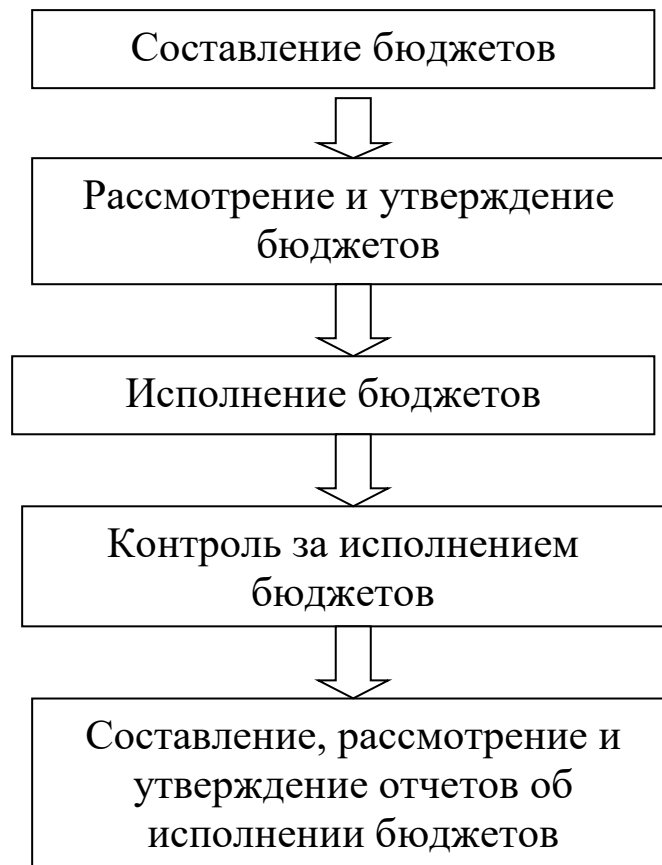 Составление бюджетов
Рассмотрение и утверждение
бюджетов
Исполнение бюджетов
Контроль за исполнением
бюджетов
Составление, рассмотрение и
утверждение отчетов об
исполнении бюджетов